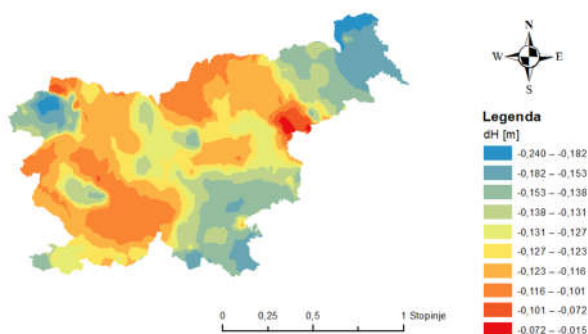 N
W E
S
Legenda
dH [m]
-0,240 – -0,182
-0,182 – -0,153
-0,153 – -0,138
-0,138 – -0,131
-0,131 – -0,127
-0,127 – -0,123
-0,123 – -0,116
-0,116 – -0,101
-0,101 – -0,072
-0,072 – -0,015
0 0,25 0,5 1 Stopinje